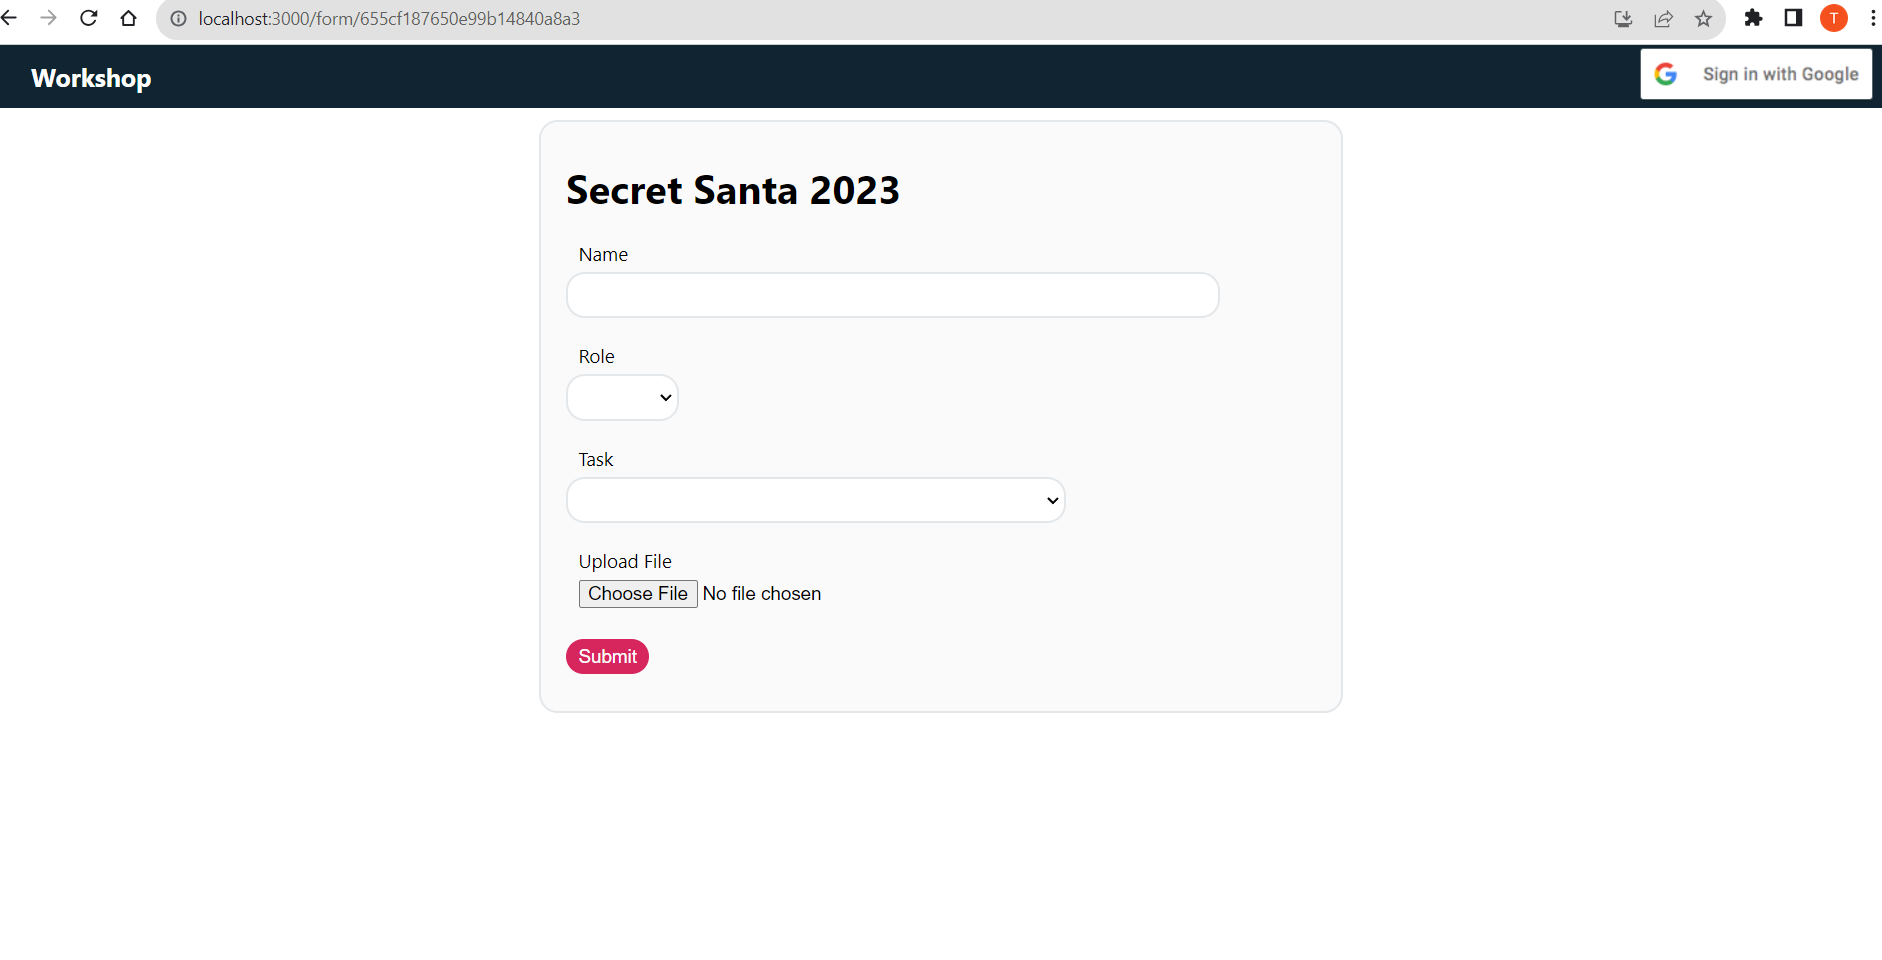 localhost:3000/form/655cf187650e99b14840a8a3
T
Workshop
Sign in with Google
Secret Santa 2023
Name
Role
Task
Upload File
Choose File No file chosen
Submit